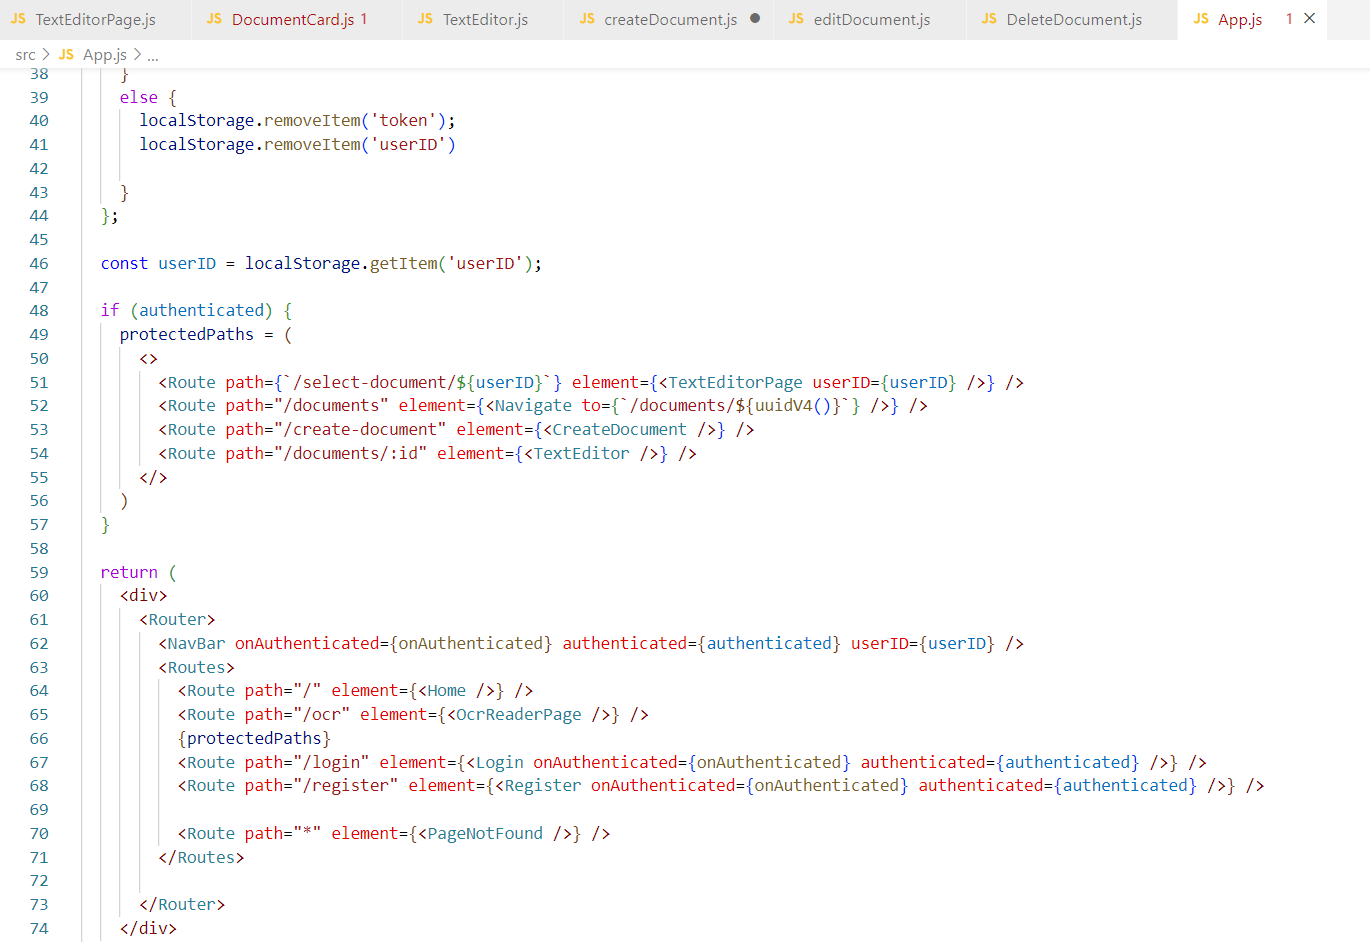 JS TextEditorPage.js JS DocumentCard.js 1 JS TextEditor.js JS createDocument.js ● JS editDocument.js JS DeleteDocument.js JS App.js 1 ×
src > JS App.js > ...
38 }
39 else {
40 localStorage.removeItem('token');
41 localStorage.removeItem('userID')
42
43 }
44 };
45
46 const userID = localStorage.getItem('userID');
47
48 if (authenticated) {
49 protectedPaths = (
50 <>
51 <Route path={`/select-document/${userID}`} element={<TextEditorPage userID={userID} />} />
52 <Route path="/documents" element={<Navigate to={`/documents/${uuidV4()}`} />} />
53 <Route path="/create-document" element={<CreateDocument />} />
54 <Route path="/documents/:id" element={<TextEditor />} />
55 </>
56 )
57 }
58
59 return (
60 <div>
61 <Router>
62 <NavBar onAuthenticated={onAuthenticated} authenticated={authenticated} userID={userID} />
63 <Routes>
64 <Route path="/" element={<Home />} />
65 <Route path="/ocr" element={<OcrReaderPage />} />
66 {protectedPaths}
67 <Route path="/login" element={<Login onAuthenticated={onAuthenticated} authenticated={authenticated} />} />
68 <Route path="/register" element={<Register onAuthenticated={onAuthenticated} authenticated={authenticated} />} />
69
70 <Route path="*" element={<PageNotFound />} />
71 </Routes>
72
73 </Router>
74 </div>